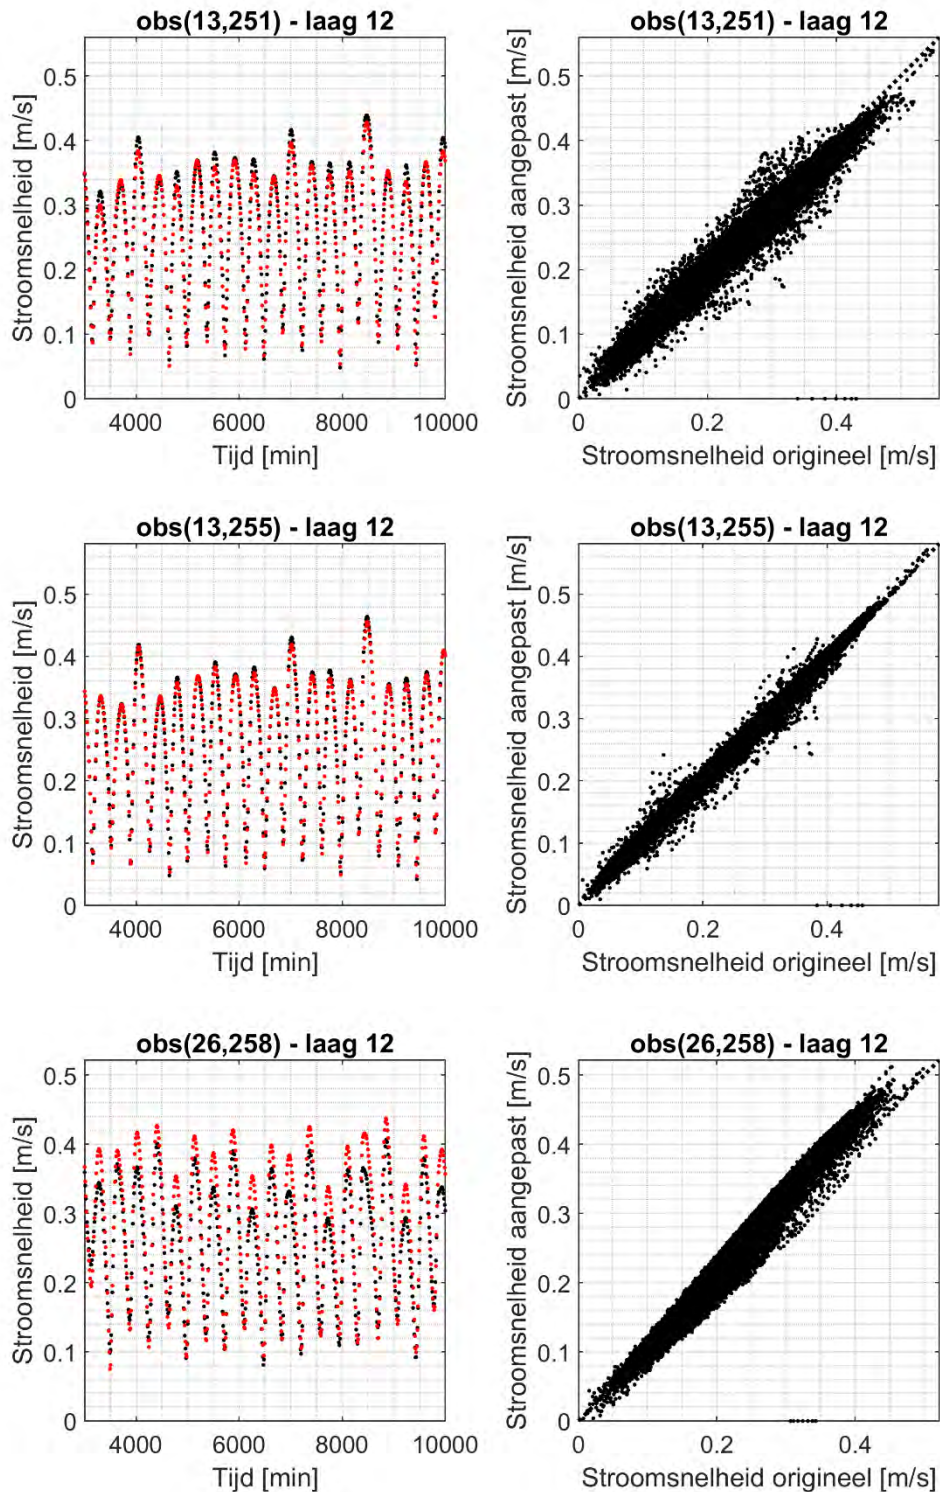 obs(13,251) - laag 12
Stroomsnelheid [m/s]
0.5
0.4
0.3
0.2
0.1
0
4000 6000 8000 10000
Tijd [min]
obs(13,251) - laag 12
Stroomsnelheid aangepast [m/s]
0.5
0.4
0.3
0.2
0.1
0
0 0.2 0.4
Stroomsnelheid origineel [m/s]
obs(13,255) - laag 12
Stroomsnelheid [m/s]
0.5
0.4
0.3
0.2
0.1
0
4000 6000 8000 10000
Tijd [min]
obs(13,255) - laag 12
Stroomsnelheid aangepast [m/s]
0.5
0.4
0.3
0.2
0.1
0
0 0.2 0.4
Stroomsnelheid origineel [m/s]
obs(26,258) - laag 12
Stroomsnelheid [m/s]
0.5
0.4
0.3
0.2
0.1
0
4000 6000 8000 10000
Tijd [min]
obs(26,258) - laag 12
Stroomsnelheid aangepast [m/s]
0.5
0.4
0.3
0.2
0.1
0
0 0.2 0.4
Stroomsnelheid origineel [m/s]